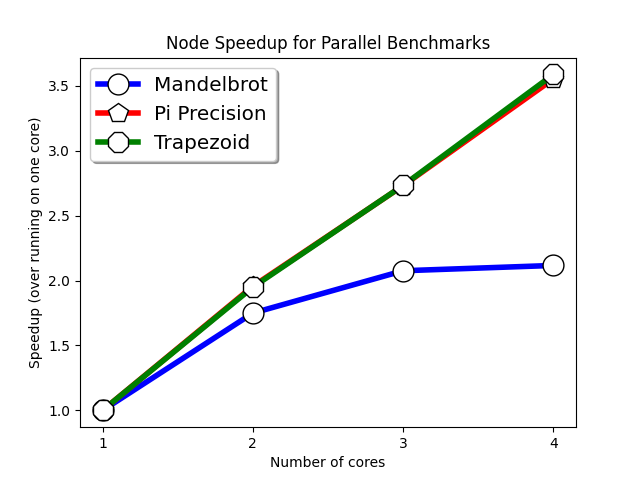 Node Speedup for Parallel Benchmarks
Mandelbrot
Pi Precision
Trapezoid
Speedup (over running on one core)
3.5
3.0
2.5
2.0
1.5
1.0
1 2 3 4
Number of cores